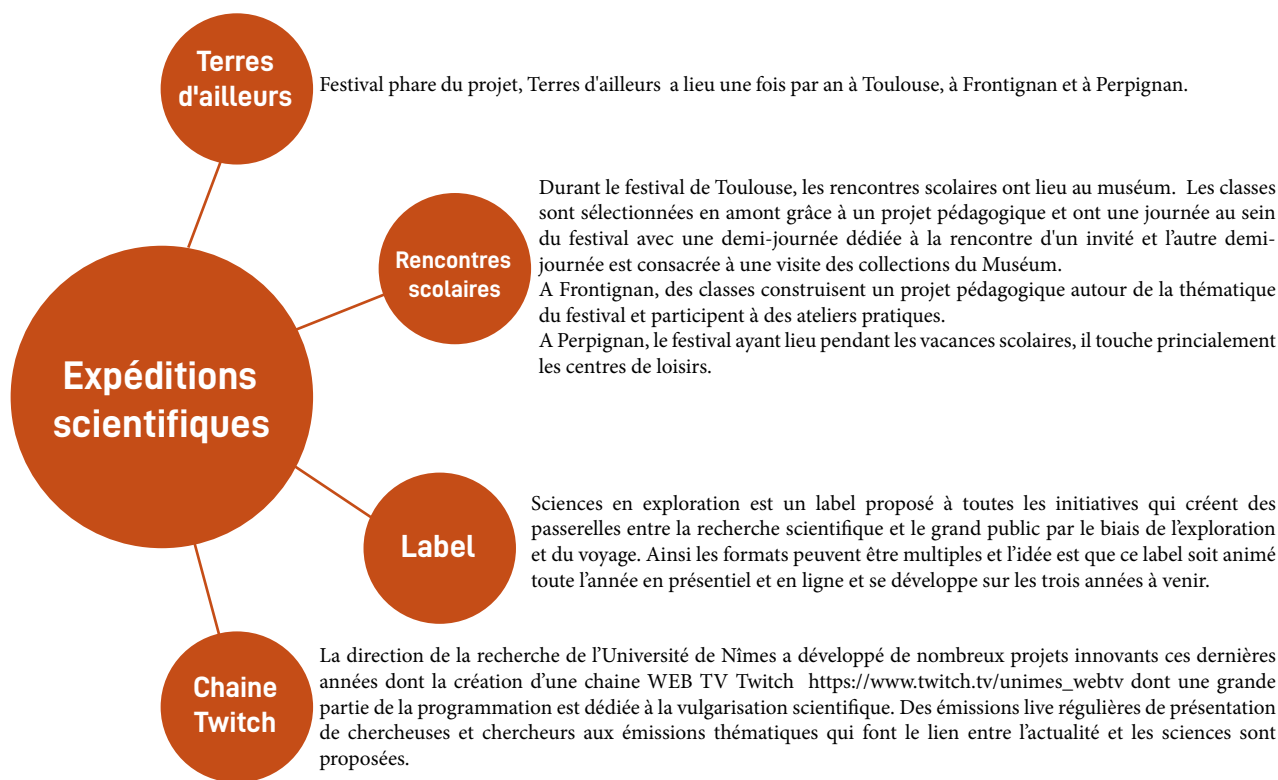 Terres
d'ailleurs
Festival phare du projet, Terres d'ailleurs a lieu une fois par an à Toulouse, à Frontignan et à Perpignan.
Rencontres
scolaires
Durant le festival de Toulouse, les rencontres scolaires ont lieu au muséum. Les classes
sont sélectionnées en amont grâce à un projet pédagogique et ont une journée au sein
du festival avec une demi-journée dédiée à la rencontre d'un invité et l'autre demi-
journée est consacrée à une visite des collections du Muséum.
A Frontignan, des classes construisent un projet pédagogique autour de la thématique
du festival et participent à des ateliers pratiques.
A Perpignan, le festival ayant lieu pendant les vacances scolaires, il touche princialement
les centres de loisirs.
Expéditions
scientifiques
Label
Sciences en exploration est un label proposé à toutes les initiatives qui créent des
passerelles entre la recherche scientifique et le grand public par le biais de l'exploration
et du voyage. Ainsi les formats peuvent être multiples et l'idée est que ce label soit animé
toute l'année en présentiel et en ligne et se développe sur les trois années à venir.
Chaine
Twitch
La direction de la recherche de l'Université de Nîmes a développé de nombreux projets innovants ces dernières
années dont la création d'une chaine WEB TV Twitch https://www.twitch.tv/unimes_webtv dont une grande
partie de la programmation est dédiée à la vulgarisation scientifique. Des émissions live régulières de présentation
de chercheuses et chercheurs aux émissions thématiques qui font le lien entre l'actualité et les sciences sont
proposées.